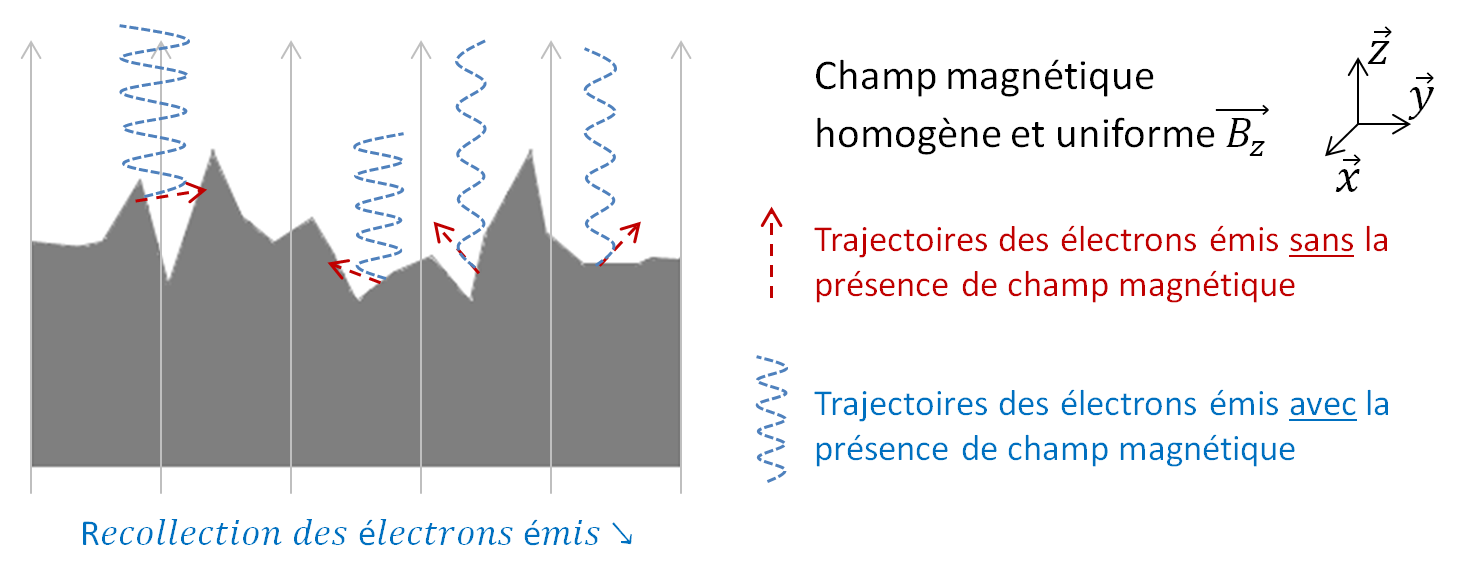 Champ magnétique
homogène et uniforme B⃗z
z⃗
y⃗
x⃗
Trajectoires des électrons émis sans la
présence de champ magnétique
Trajectoires des électrons émis avec la
présence de champ magnétique
Recollection des électrons émis ↘